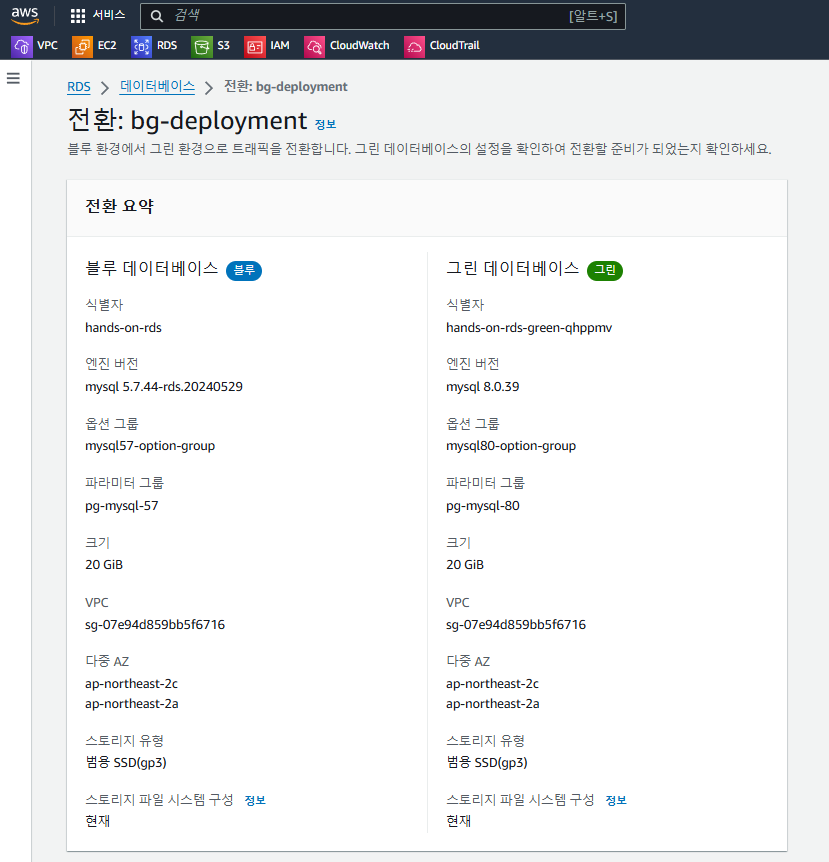 aws 서비스 검색 [알트+S]
VPC EC2 RDS S3 IAM CloudWatch CloudTrail
RDS > 데이터베이스 > 전환: bg-deployment
전환: bg-deployment 정보
블루 환경에서 그린 환경으로 트래픽을 전환합니다. 그린 데이터베이스의 설정을 확인하여 전환할 준비가 되었는지 확인하세요.
전환 요약
블루 데이터베이스 블루
식별자
hands-on-rds
엔진 버전
mysql 5.7.44-rds.20240529
옵션 그룹
mysql57-option-group
파라미터 그룹
pg-mysql-57
크기
20 GiB
VPC
sg-07e94d859bb5f6716
다중 AZ
ap-northeast-2c
ap-northeast-2a
스토리지 유형
범용 SSD(gp3)
스토리지 파일 시스템 구성 정보
현재
그린 데이터베이스 그린
식별자
hands-on-rds-green-qhppmv
엔진 버전
mysql 8.0.39
옵션 그룹
mysql80-option-group
파라미터 그룹
pg-mysql-80
크기
20 GiB
VPC
sg-07e94d859bb5f6716
다중 AZ
ap-northeast-2c
ap-northeast-2a
스토리지 유형
범용 SSD(gp3)
스토리지 파일 시스템 구성 정보
현재